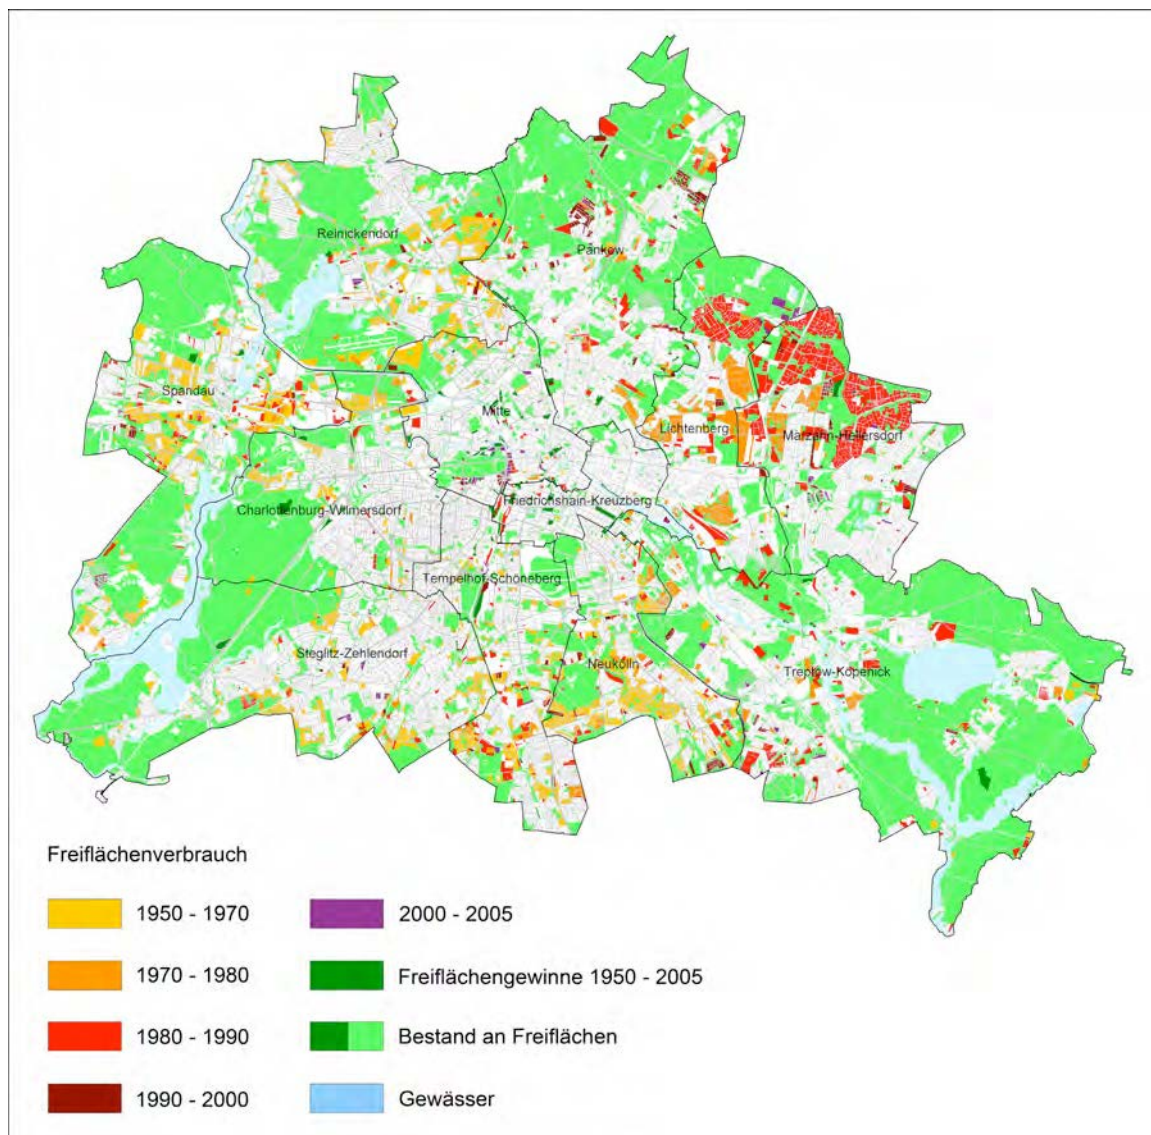 Reinickendorf
Pankow
Spandau
Mitte
Lichtenberg
Marzahn-Hellersdorf
Charlottenburg-Wilmersdorf
Friedrichshain-Kreuzberg
Tempelhof-Schöneberg
Steglitz-Zehlendorf
Neukölln
Treptow-Köpenick
Freiflächenverbrauch
1950 - 1970
2000 - 2005
1970 - 1980
Freiflächengewinne 1950 - 2005
1980 - 1990
Bestand an Freiflächen
1990 - 2000
Gewässer